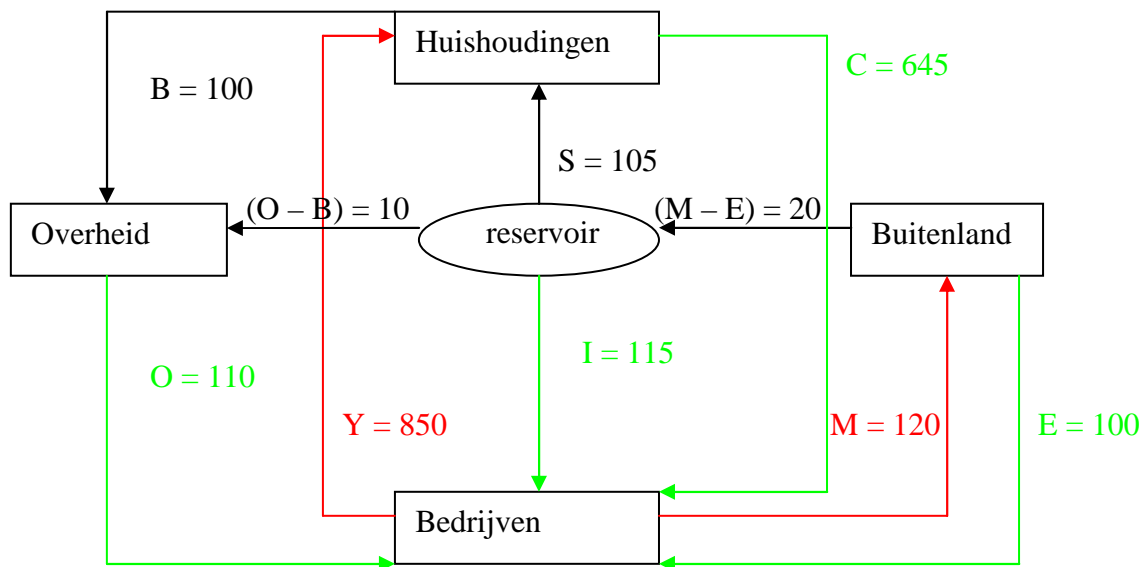 Huishoudingen
C = 645
B = 100
S = 105
(O – B) = 10
(M – E) = 20
Overheid
reservoir
Buitenland
I = 115
O = 110
Y = 850
M = 120
E = 100
Bedrijven